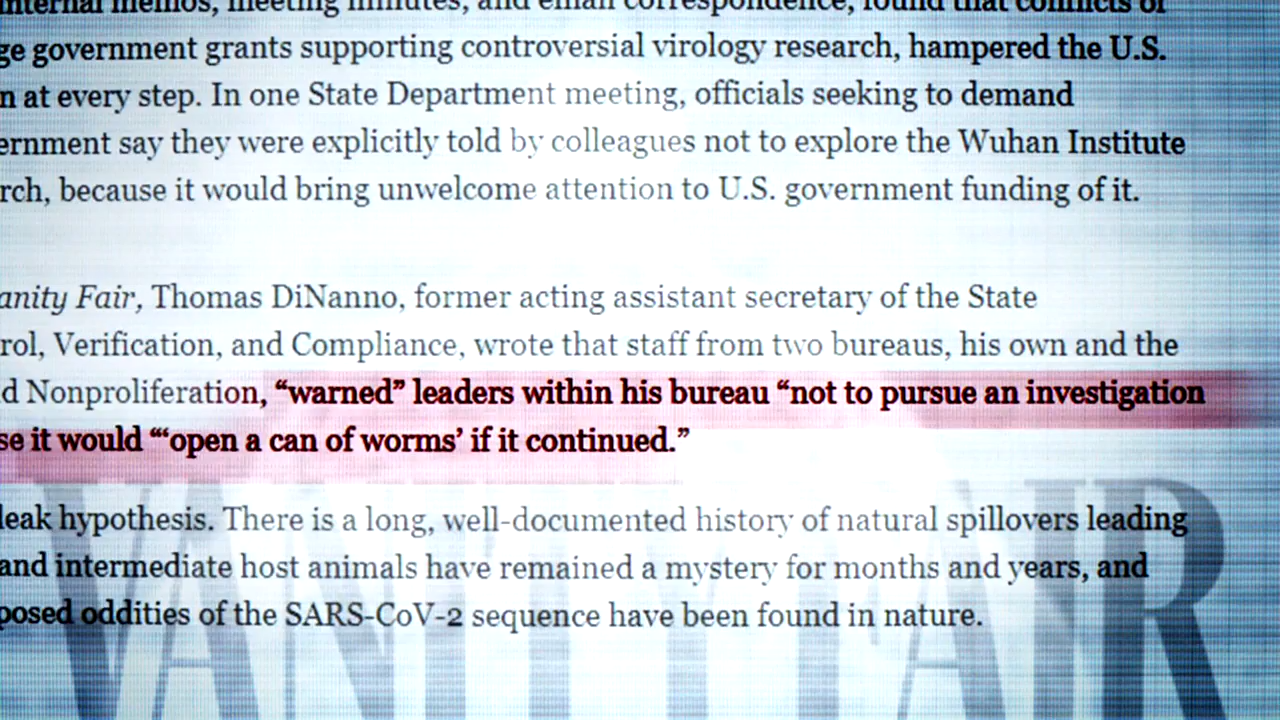 internal memos, meeting minutes, and email correspondence, found that conflicts of
ge government grants supporting controversial virology research, hampered the U.S.
n at every step. In one State Department meeting, officials seeking to demand
ernment say they were explicitly told by colleagues not to explore the Wuhan Institute
rch, because it would bring unwelcome attention to U.S. government funding of it.
anity Fair, Thomas DiNanno, former acting assistant secretary of the State
rol, Verification, and Compliance, wrote that staff from two bureaus, his own and the
d Nonproliferation, “warned” leaders within his bureau “not to pursue an investigation
se it would “‘open a can of worms’ if it continued.”
leak hypothesis. There is a long, well-documented history of natural spillovers leading
and intermediate host animals have remained a mystery for months and years, and
posed oddities of the SARS-CoV-2 sequence have been found in nature.
VANITY FAIR